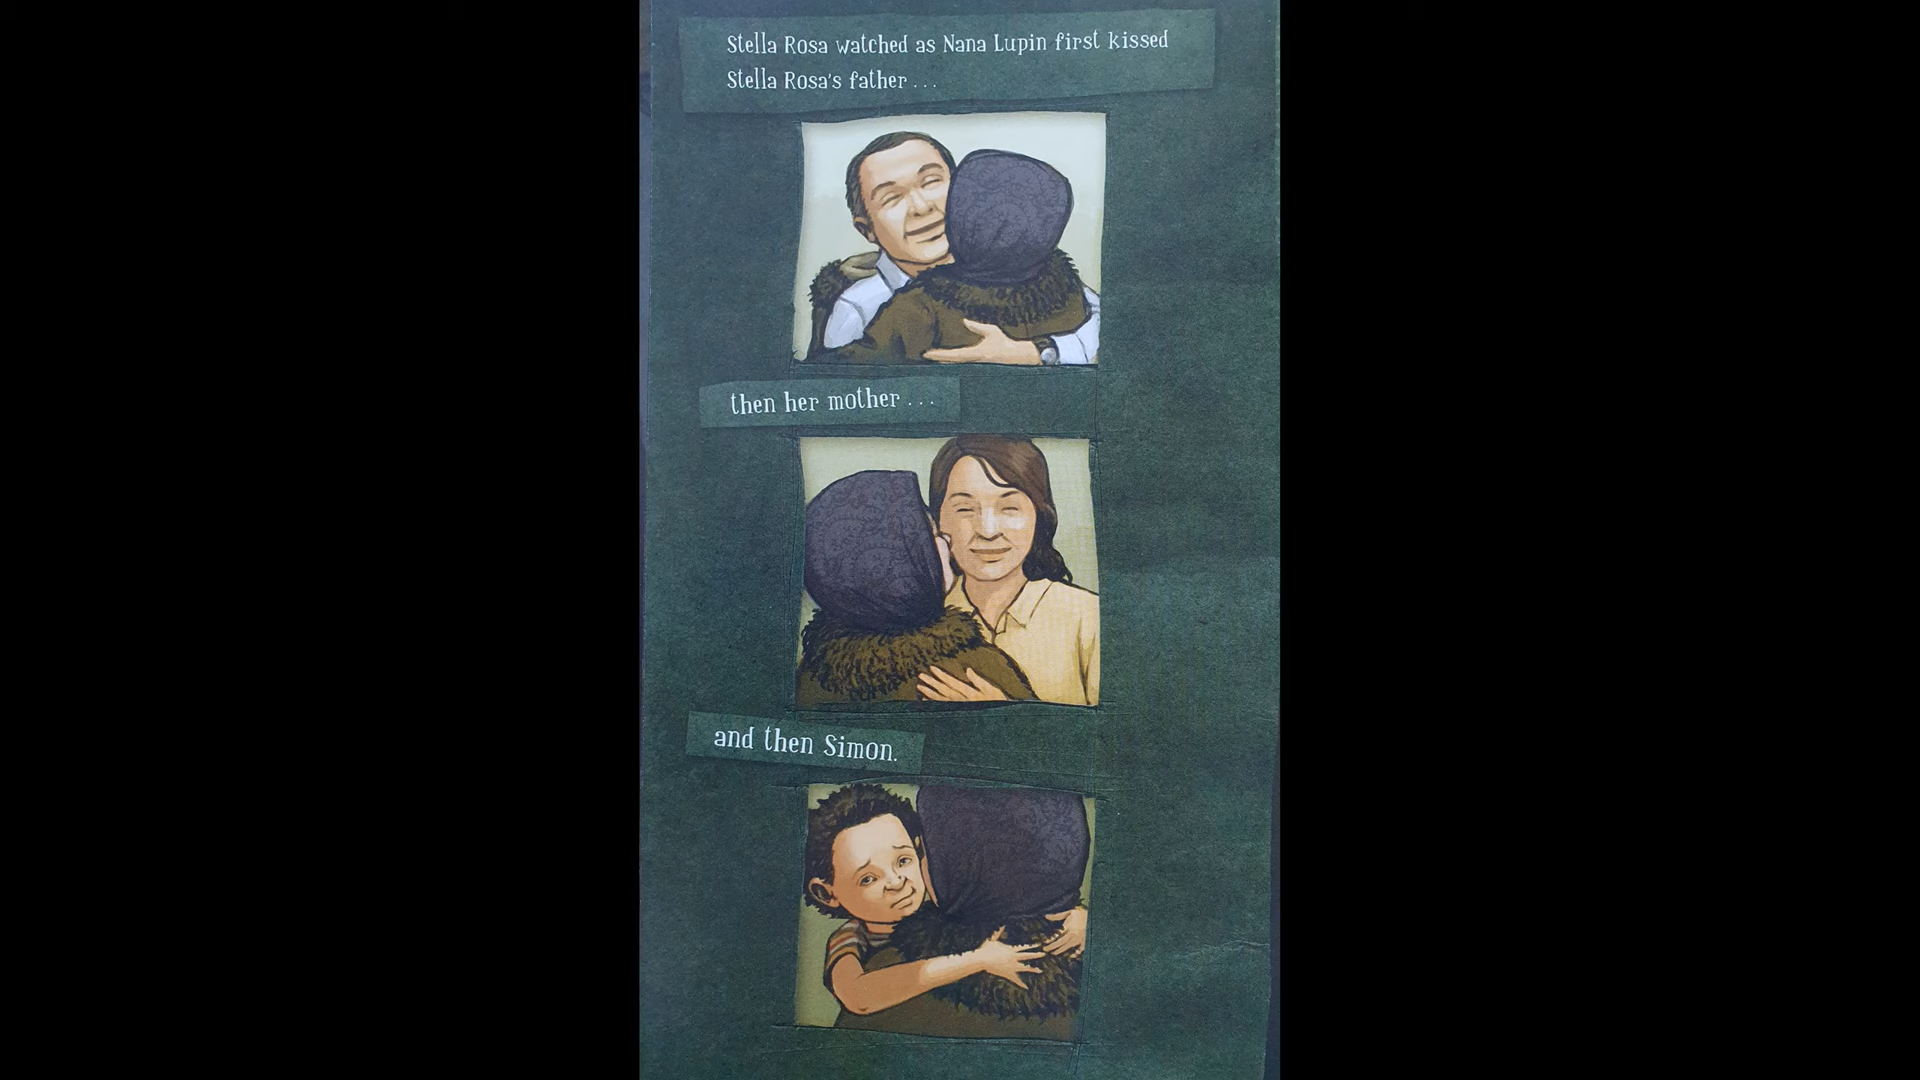 Stella Rosa watched as Nana Lupin first kissed
Stella Rosa's father . . .
then her mother . . .
and then Simon.